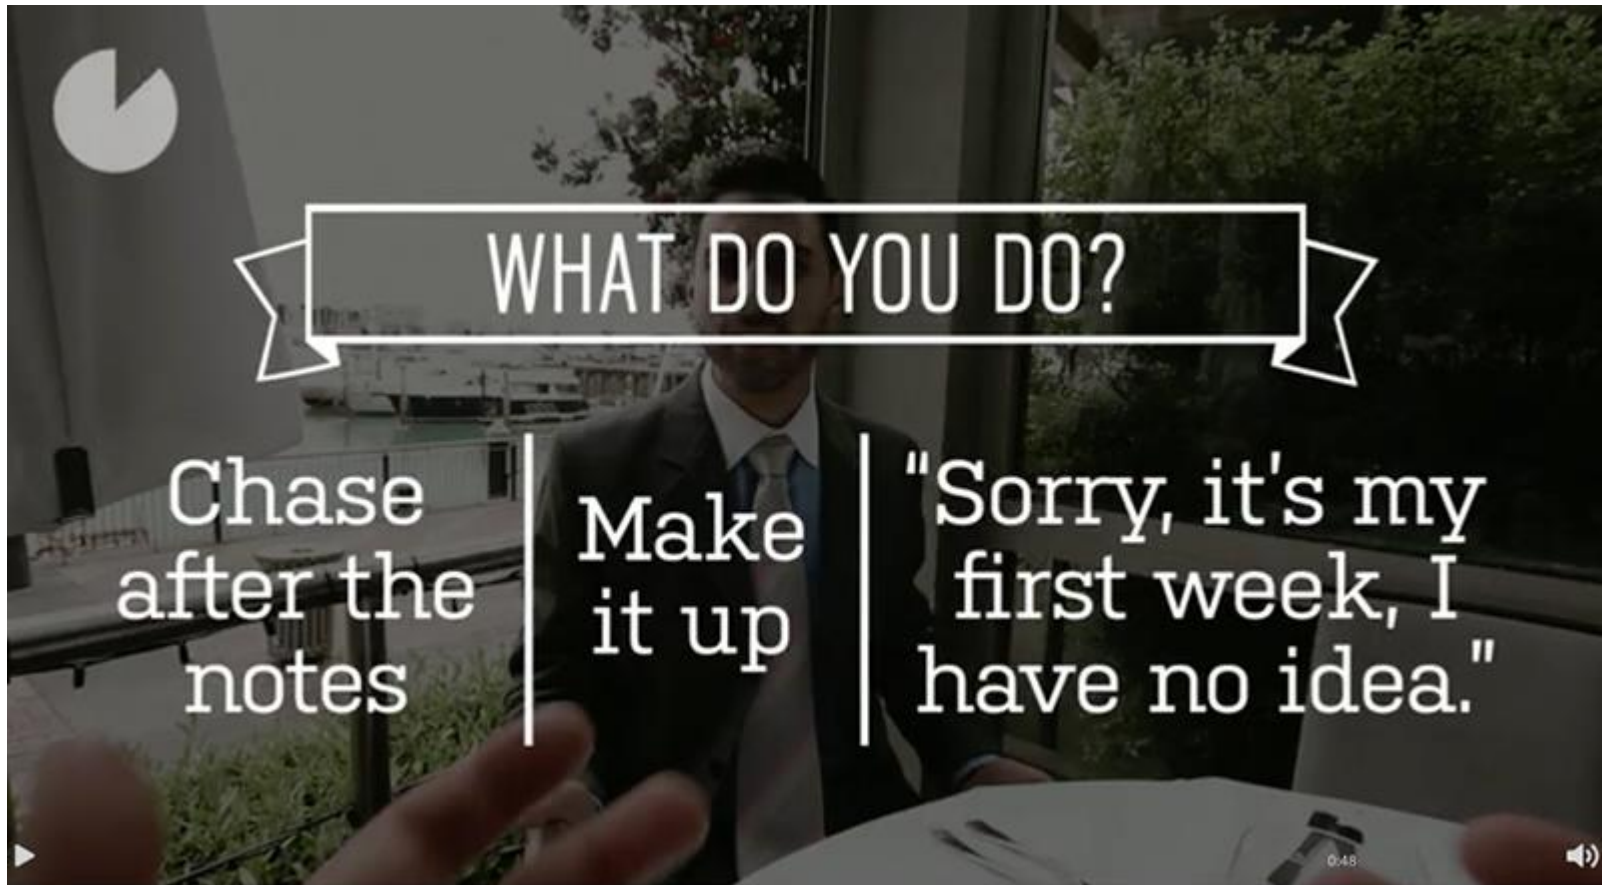 WHAT DO YOU DO?
Chase
after the
notes
Make
it up
"Sorry, it's my
first week, I
have no idea."
0:48